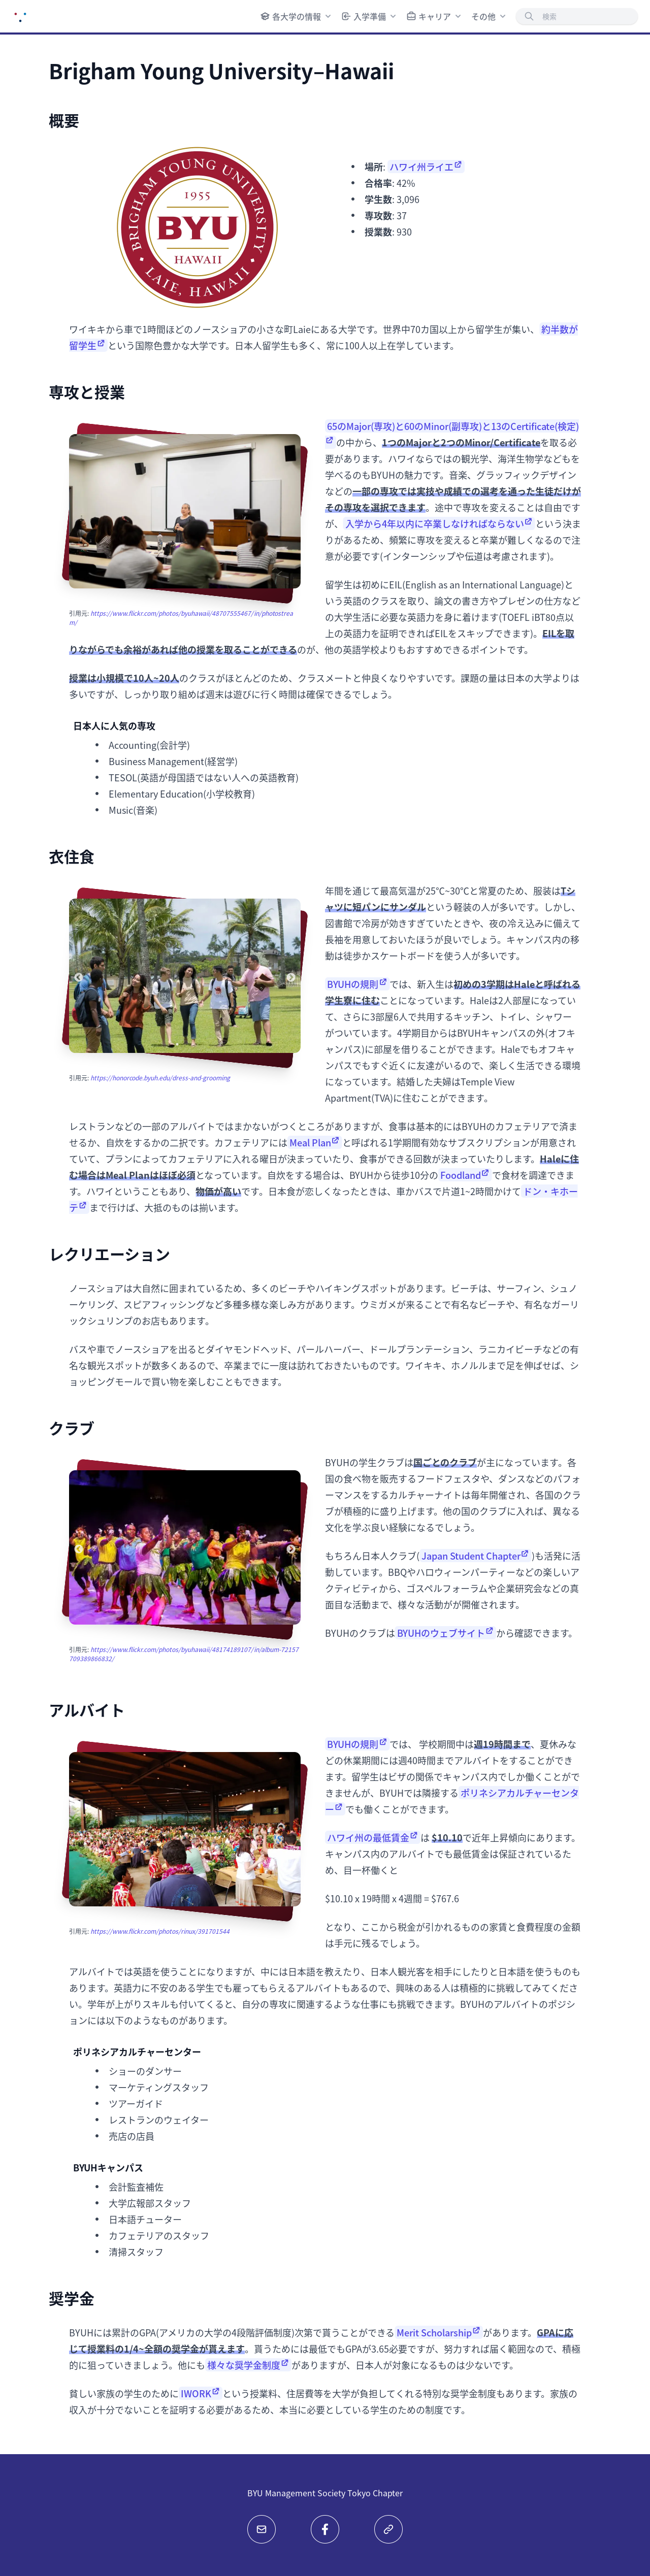 各大学の情報 入学準備 キャリア その他 検索
Brigham Young University–Hawaii
概要
BRIGHAM YOUNG UNIVERSITY
1955
BYU
HAWAII
LAIE, HAWAII
場所: ハワイ州ライエ
合格率: 42%
学生数: 3,096
専攻数: 37
授業数: 930
ワイキキから車で1時間ほどのノースショアの小さな町Laieにある大学です。世界中70カ国以上から留学生が集い、 約半数が
留学生 という国際色豊かな大学です。日本人留学生も多く、常に100人以上在学しています。
専攻と授業
65のMajor(専攻)と60のMinor(副専攻)と13のCertificate(検定)
の中から、1つのMajorと2つのMinor/Certificateを取る必
要があります。ハワイならではの観光学、海洋生物学などもを
学べるのもBYUHの魅力です。音楽、グラッフィックデザイン
などの一部の専攻では実技や成績での選考を通った生徒だけが
その専攻を選択できます。途中で専攻を変えることは自由です
が、 入学から4年以内に卒業しなければならない という決ま
りがあるため、頻繁に専攻を変えると卒業が難しくなるので注
意が必要です(インターンシップや伝道は考慮されます)。
引用元: https://www.flickr.com/photos/byuhawaii/48707555467/in/photostrea
m/
留学生は初めにEIL(English as an International Language)と
いう英語のクラスを取り、論文の書き方やプレゼンの仕方などの
大学生活に必要な英語力を身に着けます(TOEFL iBT80点以
上の英語力を証明できればEILをスキップできます)。EILを取
りながらでも余裕があれば他の授業を取ることができるのが、他の英語学校よりもおすすめできるポイントです。
授業は小規模で10人~20人のクラスがほとんどのため、クラスメートと仲良くなりやすいです。課題の量は日本の大学よりは
多いですが、しっかり取り組めば週末は遊びに行く時間は確保できるでしょう。
日本人に人気の専攻
Accounting(会計学)
Business Management(経営学)
TESOL(英語が母国語ではない人への英語教育)
Elementary Education(小学校教育)
Music(音楽)
衣住食
年間を通じて最高気温が25℃~30℃と常夏のため、服装はTシ
ャツに短パンにサンダルという軽装の人が多いです。しかし、
図書館で冷房が効きすぎていたときや、夜の冷え込みに備えて
長袖を用意しておいたほうが良いでしょう。キャンパス内の移
動は徒歩かスケートボードを使う人が多いです。
BYUHの規則 では、新入生は初めの3学期はHaleと呼ばれる
学生寮に住むことになっています。Haleは2人部屋になってい
て、さらに3部屋6人で共用するキッチン、トイレ、シャワー
がついています。4学期目からはBYUHキャンパスの外(オフキ
ャンパス)に部屋を借りることができます。Haleでもオフキャ
ンパスでもすぐ近くに友達がいるので、楽しく生活できる環境
になっています。結婚した夫婦はTemple View
Apartment(TVA)に住むことができます。
引用元: https://honorcode.byuh.edu/dress-and-grooming
レストランなどの一部のアルバイトではまかないがつくところがありますが、食事は基本的にはBYUHのカフェテリアで済ま
せるか、自炊をするかの二択です。カフェテリアには Meal Plan と呼ばれる1学期間有効なサブスクリプションが用意され
ていて、プランによってカフェテリアに入れる曜日が決まっていたり、食事ができる回数が決まっていたりします。Haleに住
む場合はMeal Planはほぼ必須となっています。自炊をする場合は、BYUHから徒歩10分の Foodland で食材を調達できま
す。ハワイということもあり、物価が高いです。日本食が恋しくなったときは、車かバスで片道1~2時間かけて ドン・キホー
テ まで行けば、大抵のものは揃います。
レクリエーション
ノースショアは大自然に囲まれているため、多くのビーチやハイキングスポットがあります。ビーチは、サーフィン、シュノ
ーケリング、スピアフィッシングなど多種多様な楽しみ方があります。ウミガメが来ることで有名なビーチや、有名なガーリ
ックシュリンプのお店もあります。
バスや車でノースショアを出るとダイヤモンドヘッド、パールハーバー、ドールプランテーション、ラニカイビーチなどの有
名な観光スポットが数多くあるので、卒業までに一度は訪れておきたいものです。ワイキキ、ホノルルまで足を伸ばせば、シ
ョッピングモールで買い物を楽しむこともできます。
クラブ
BYUHの学生クラブは国ごとのクラブが主になっています。各
国の食べ物を販売するフードフェスタや、ダンスなどのパフォ
ーマンスをするカルチャーナイトは毎年開催され、各国のクラ
ブが積極的に盛り上げます。他の国のクラブに入れば、異なる
文化を学ぶ良い経験になるでしょう。
もちろん日本人クラブ( Japan Student Chapter )も活発に活
動しています。BBQやハロウィーンパーティーなどの楽しいア
クティビティから、ゴスペルフォーラムや企業研究会などの真
面目な活動まで、様々な活動がが開催されます。
BYUHのクラブは BYUHのウェブサイト から確認できます。
引用元: https://www.flickr.com/photos/byuhawaii/48174189107/in/album-72157
709389866832/
アルバイト
BYUHの規則 では、 学校期間中は週19時間まで、夏休みな
どの休業期間には週40時間までアルバイトをすることができ
ます。留学生はビザの関係でキャンパス内でしか働くことがで
きませんが、BYUHでは隣接する ポリネシアカルチャーセンタ
ー でも働くことができます。
ハワイ州の最低賃金 は $10.10で近年上昇傾向にあります。
キャンパス内のアルバイトでも最低賃金は保証されているた
め、目一杯働くと
$10.10 x 19時間 x 4週間 = $767.6
となり、ここから税金が引かれるものの家賃と食費程度の金額
は手元に残るでしょう。
引用元: https://www.flickr.com/photos/rinux/391701544
アルバイトでは英語を使うことになりますが、中には日本語を教えたり、日本人観光客を相手にしたりと日本語を使うものも
あります。英語力に不安のある学生でも雇ってもらえるアルバイトもあるので、興味のある人は積極的に挑戦してみてくださ
い。学年が上がりスキルも付いてくると、自分の専攻に関連するような仕事にも挑戦できます。BYUHのアルバイトのポジシ
ョンには以下のようなものがあります。
ポリネシアカルチャーセンター
ショーのダンサー
マーケティングスタッフ
ツアーガイド
レストランのウェイター
売店の店員
BYUHキャンパス
会計監査補佐
大学広報部スタッフ
日本語チューター
カフェテリアのスタッフ
清掃スタッフ
奨学金
BYUHには累計のGPA(アメリカの大学の4段階評価制度)次第で貰うことができる Merit Scholarship があります。GPAに応
じて授業料の1/4~全額の奨学金が貰えます。貰うためには最低でもGPAが3.65必要ですが、努力すれば届く範囲なので、積極
的に狙っていきましょう。他にも 様々な奨学金制度 がありますが、日本人が対象になるものは少ないです。
貧しい家族の学生のために IWORK という授業料、住居費等を大学が負担してくれる特別な奨学金制度もあります。家族の
収入が十分でないことを証明する必要があるため、本当に必要としている学生のための制度です。
BYU Management Society Tokyo Chapter